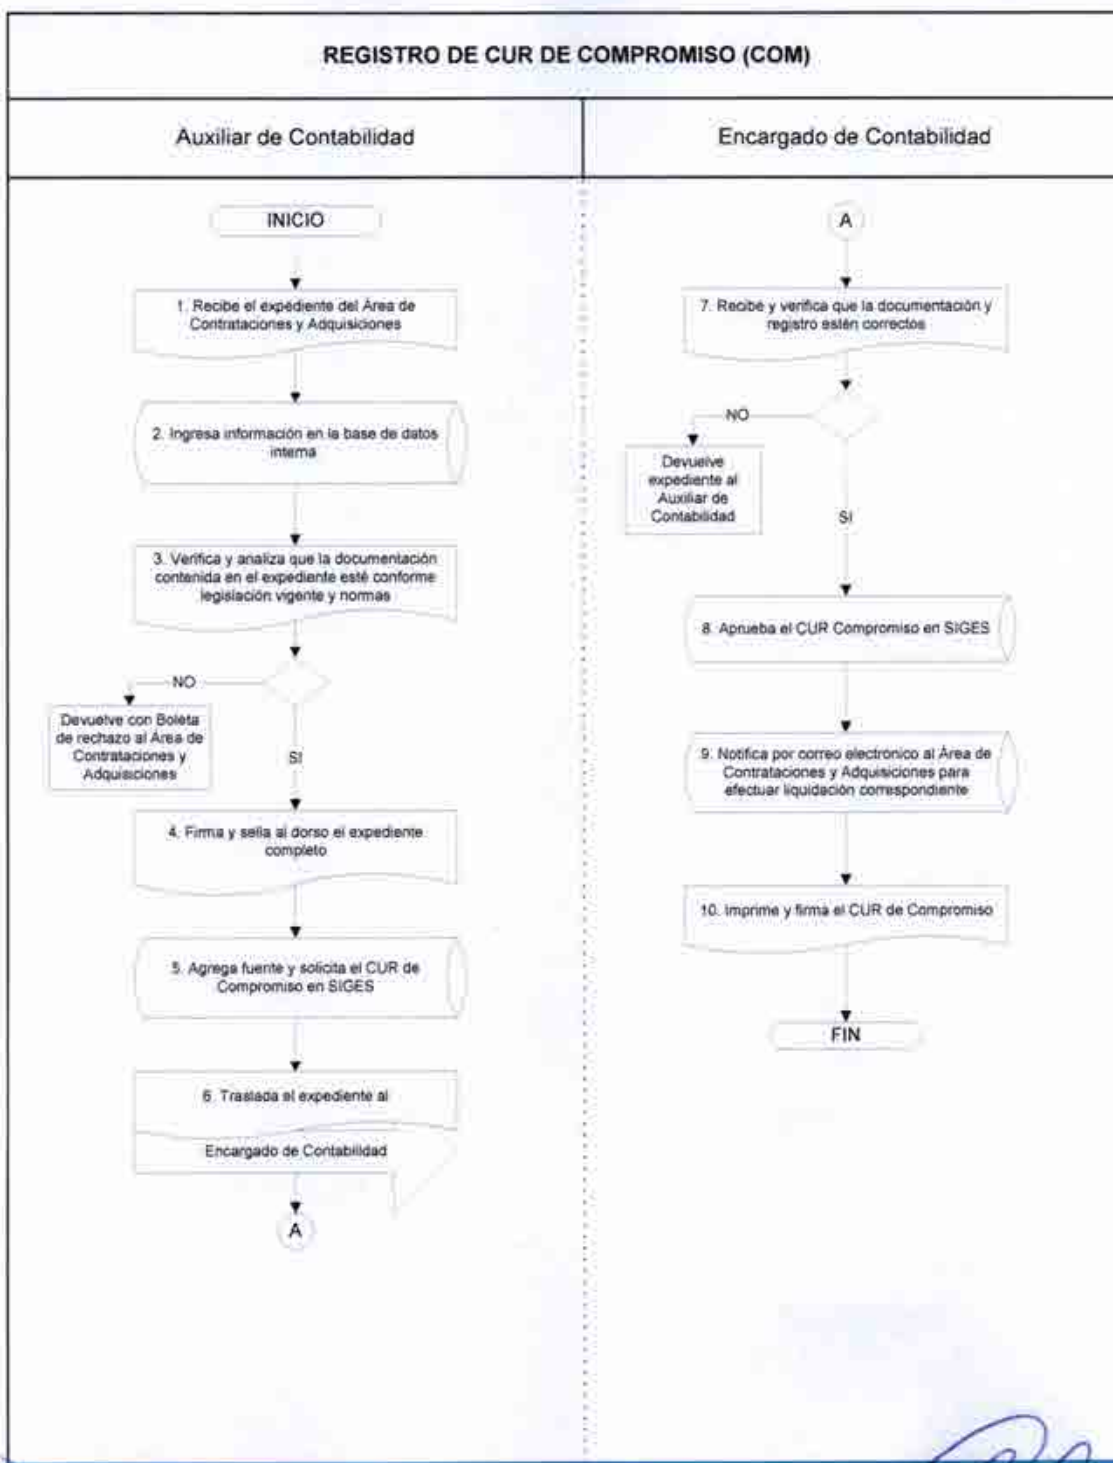 REGISTRO DE CUR DE COMPROMISO (COM)
Auxiliar de Contabilidad
Encargado de Contabilidad
INICIO
1. Recibe el expediente del Área de
Contrataciones y Adquisiciones
2. Ingresa información en la base de datos
interna
3. Verifica y analiza que la documentación
contenida en el expediente esté conforme
legislación vigente y normas
NO
Devuelve con Boleta
de rechazo al Área de
Contrataciones y
Adquisiciones
SI
4. Firma y sella al dorso el expediente
completo
5. Agrega fuente y solicita el CUR de
Compromiso en SIGES
6. Traslada el expediente al
Encargado de Contabilidad
A
A
7. Recibe y verifica que la documentación y
registro estén correctos
NO
Devuelve
expediente al
Auxiliar de
Contabilidad
SI
8. Aprueba el CUR Compromiso en SIGES
9. Notifica por correo electrónico al Área de
Contrataciones y Adquisiciones para
efectuar liquidación correspondiente
10. Imprime y firma el CUR de Compromiso
FIN